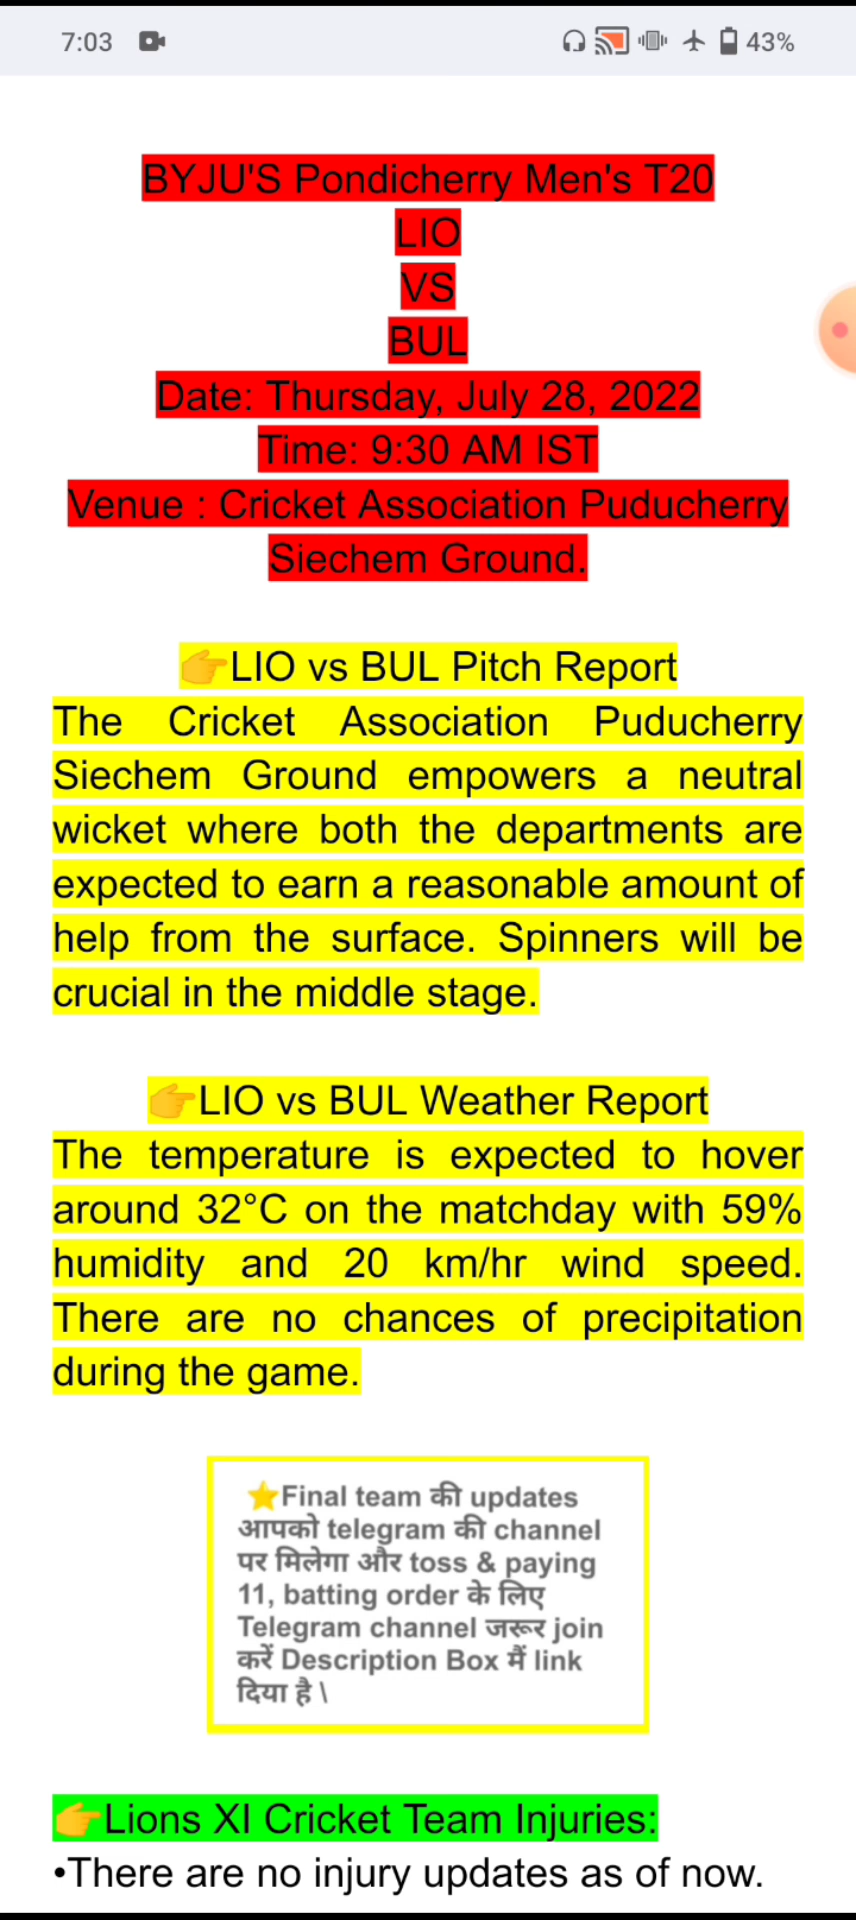 7:03 43%
BYJU'S Pondicherry Men's T20
LIO
VS
BUL
Date: Thursday, July 28, 2022
Time: 9:30 AM IST
Venue : Cricket Association Puducherry
Siechem Ground.
👉LIO vs BUL Pitch Report
The Cricket Association Puducherry
Siechem Ground empowers a neutral
wicket where both the departments are
expected to earn a reasonable amount of
help from the surface. Spinners will be
crucial in the middle stage.
👉LIO vs BUL Weather Report
The temperature is expected to hover
around 32°C on the matchday with 59%
humidity and 20 km/hr wind speed.
There are no chances of precipitation
during the game.
⭐Final team की updates
आपको telegram की channel
पर मिलेगा और toss & paying
11, batting order के लिए
Telegram channel जरूर join
करें Description Box मैं link
दिया है \
👉Lions XI Cricket Team Injuries:
•There are no injury updates as of now.